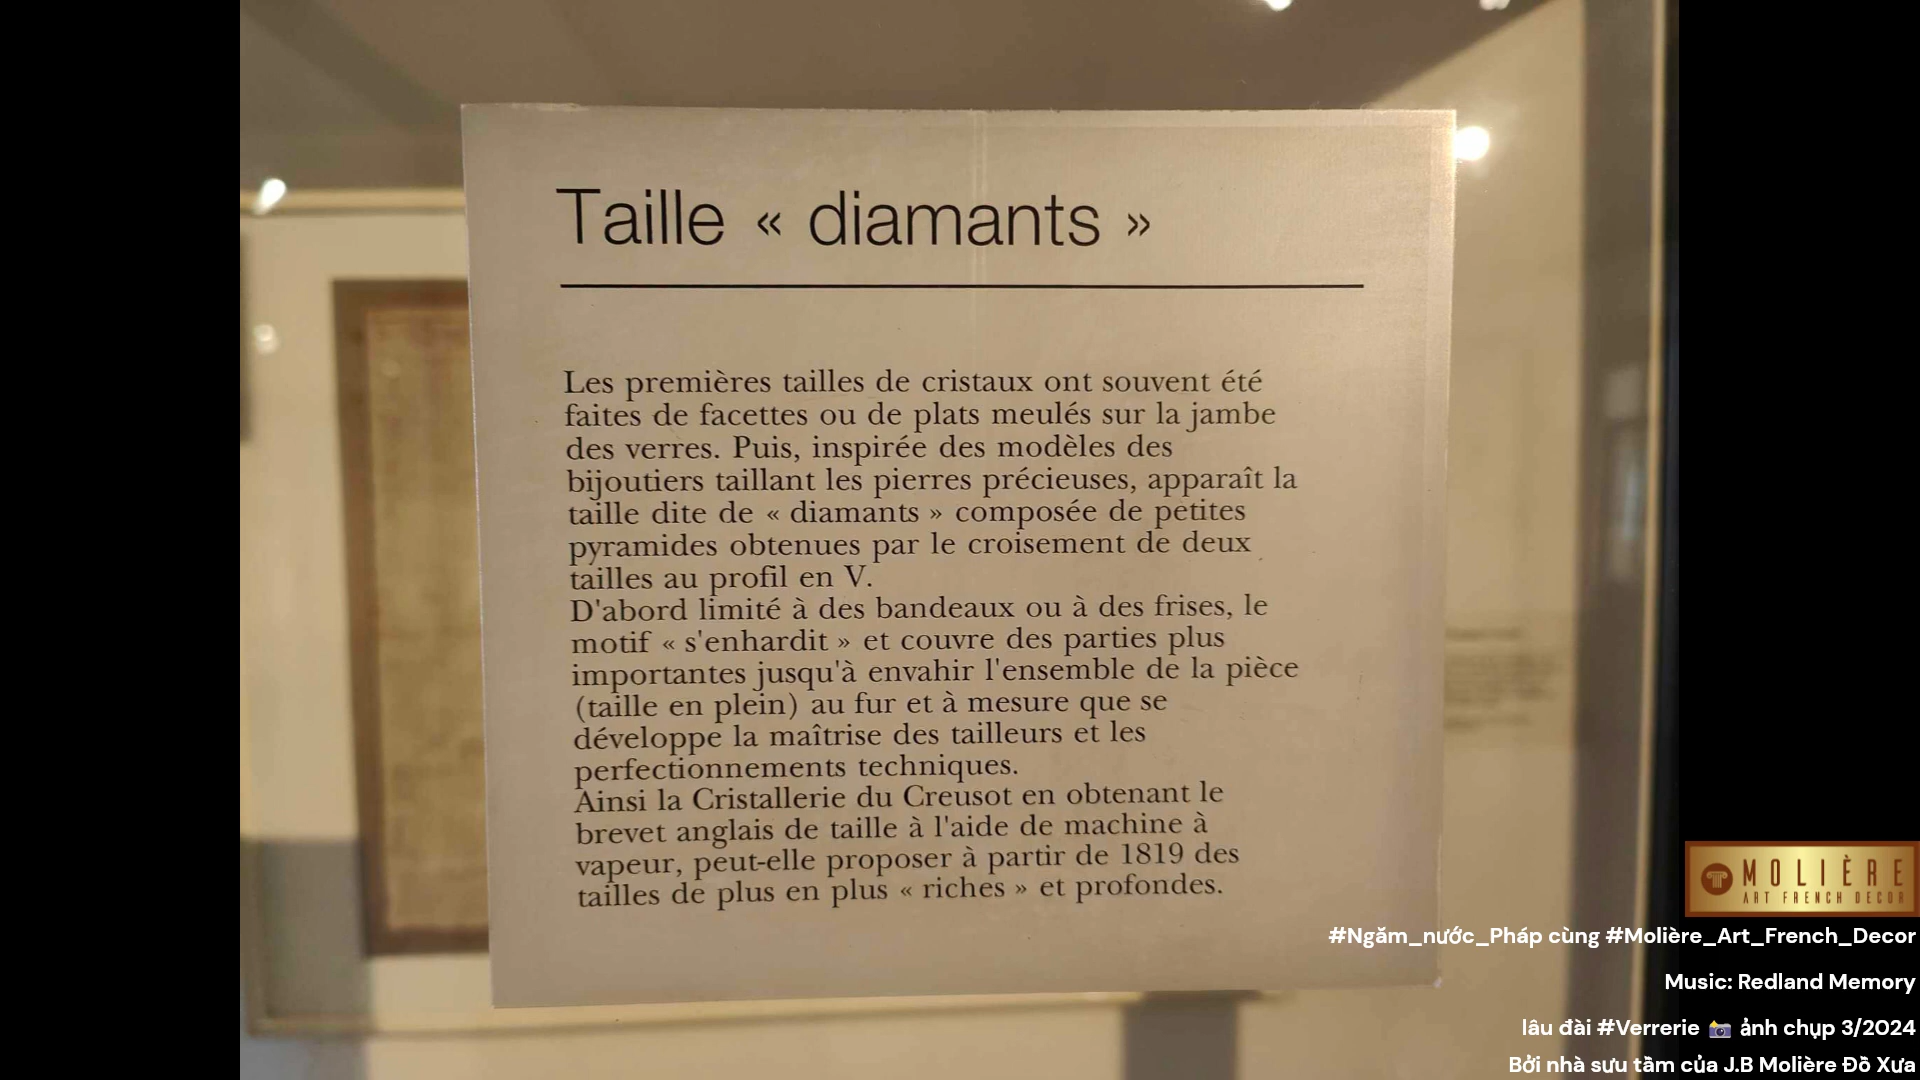 Taille « diamants »
Les premières tailles de cristaux ont souvent été
faites de facettes ou de plats meulés sur la jambe
des verres. Puis, inspirée des modèles des
bijoutiers taillant les pierres précieuses, apparaît la
taille dite de « diamants » composée de petites
pyramides obtenues par le croisement de deux
tailles au profil en V.
D'abord limité à des bandeaux ou à des frises, le
motif « s'enhardit » et couvre des parties plus
importantes jusqu'à envahir l'ensemble de la pièce
(taille en plein) au fur et à mesure que se
développe la maîtrise des tailleurs et les
perfectionnements techniques.
Ainsi la Cristallerie du Creusot en obtenant le
brevet anglais de taille à l'aide de machine à
vapeur, peut-elle proposer à partir de 1819 des
tailles de plus en plus « riches » et profondes.
MOLIÈRE
ART FRENCH DECOR
#Ngăm_nước_Pháp cùng #Molière_Art_French_Decor
Music: Redland Memory
lâu đài #Verrerie 📸 ảnh chụp 3/2024
Bởi nhà sưu tầm của J.B Molière Đồ Xưa